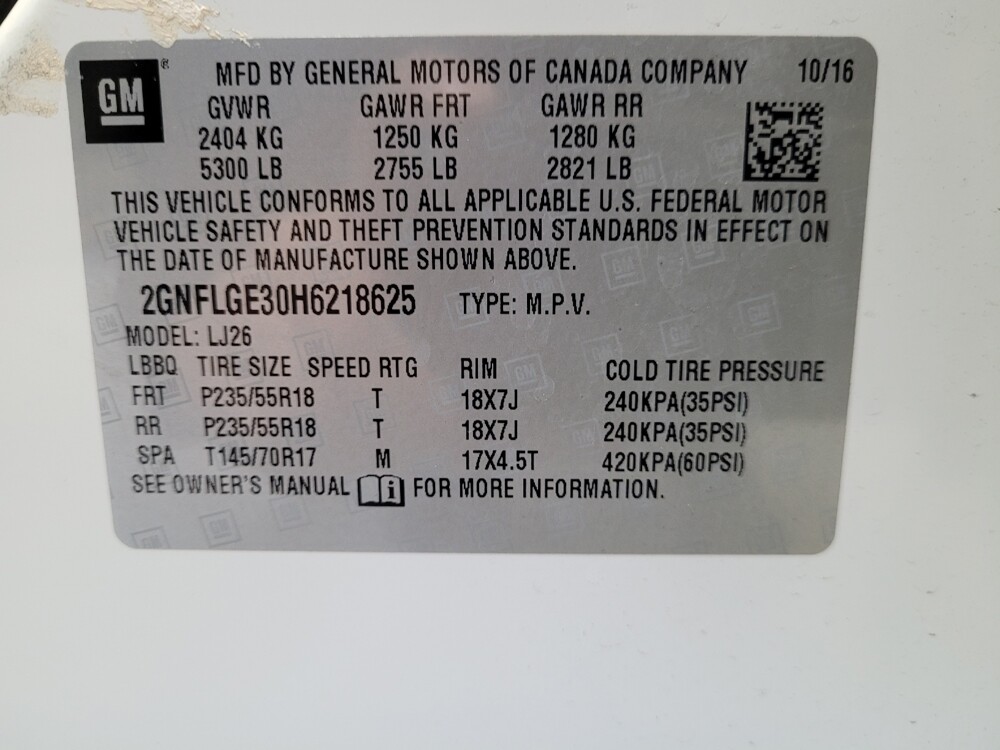 GM ® MFD BY GENERAL MOTORS OF CANADA COMPANY 10/16
GVWR GAWR FRT GAWR RR
2404 KG 1250 KG 1280 KG
5300 LB 2755 LB 2821 LB
THIS VEHICLE CONFORMS TO ALL APPLICABLE U.S. FEDERAL MOTOR
VEHICLE SAFETY AND THEFT PREVENTION STANDARDS IN EFFECT ON
THE DATE OF MANUFACTURE SHOWN ABOVE.
2GNFLGE30H6218625 TYPE: M.P.V.
MODEL: LJ26
LBBQ TIRE SIZE SPEED RTG RIM COLD TIRE PRESSURE
FRT P235/55R18 T 18X7J 240KPA(35PSI)
RR P235/55R18 T 18X7J 240KPA(35PSI)
SPA T145/70R17 M 17X4.5T 420KPA(60PSI)
SEE OWNER'S MANUAL i FOR MORE INFORMATION.